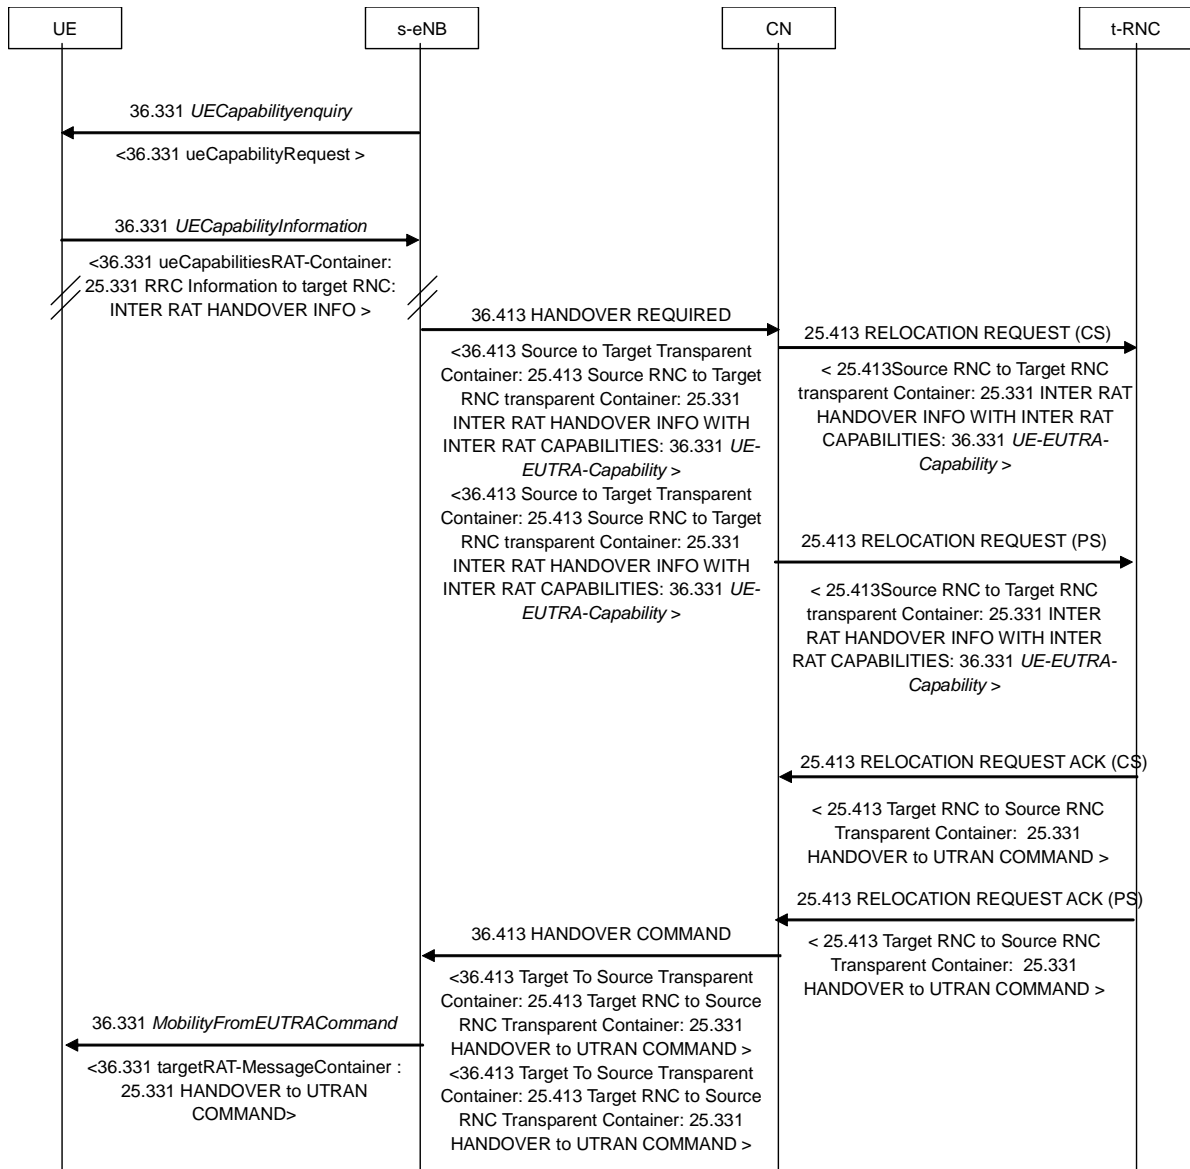 UE
s-eNB
CN
t-RNC
36.331 UECapabilityenquiry
<36.331 ueCapabilityRequest >
36.331 UECapabilityInformation
<36.331 ueCapabilitiesRAT-Container:
25.331 RRC Information to target RNC:
INTER RAT HANDOVER INFO >
36.413 HANDOVER REQUIRED
<36.413 Source to Target Transparent
Container: 25.413 Source RNC to Target
RNC transparent Container: 25.331
INTER RAT HANDOVER INFO WITH
INTER RAT CAPABILITIES: 36.331 UE-
EUTRA-Capability >
<36.413 Source to Target Transparent
Container: 25.413 Source RNC to Target
RNC transparent Container: 25.331
INTER RAT HANDOVER INFO WITH
INTER RAT CAPABILITIES: 36.331 UE-
EUTRA-Capability >
25.413 RELOCATION REQUEST (CS)
< 25.413Source RNC to Target RNC
transparent Container: 25.331 INTER RAT
HANDOVER INFO WITH INTER RAT
CAPABILITIES: 36.331 UE-EUTRA-
Capability >
25.413 RELOCATION REQUEST (PS)
< 25.413Source RNC to Target RNC
transparent Container: 25.331 INTER
RAT HANDOVER INFO WITH INTER
RAT CAPABILITIES: 36.331 UE-EUTRA-
Capability >
25.413 RELOCATION REQUEST ACK (CS)
< 25.413 Target RNC to Source RNC
Transparent Container: 25.331
HANDOVER to UTRAN COMMAND >
25.413 RELOCATION REQUEST ACK (PS)
< 25.413 Target RNC to Source RNC
Transparent Container: 25.331
HANDOVER to UTRAN COMMAND >
36.413 HANDOVER COMMAND
<36.413 Target To Source Transparent
Container: 25.413 Target RNC to Source
RNC Transparent Container: 25.331
HANDOVER to UTRAN COMMAND >
<36.413 Target To Source Transparent
Container: 25.413 Target RNC to Source
RNC Transparent Container: 25.331
HANDOVER to UTRAN COMMAND >
36.331 MobilityFromEUTRACommand
<36.331 targetRAT-MessageContainer :
25.331 HANDOVER to UTRAN
COMMAND>